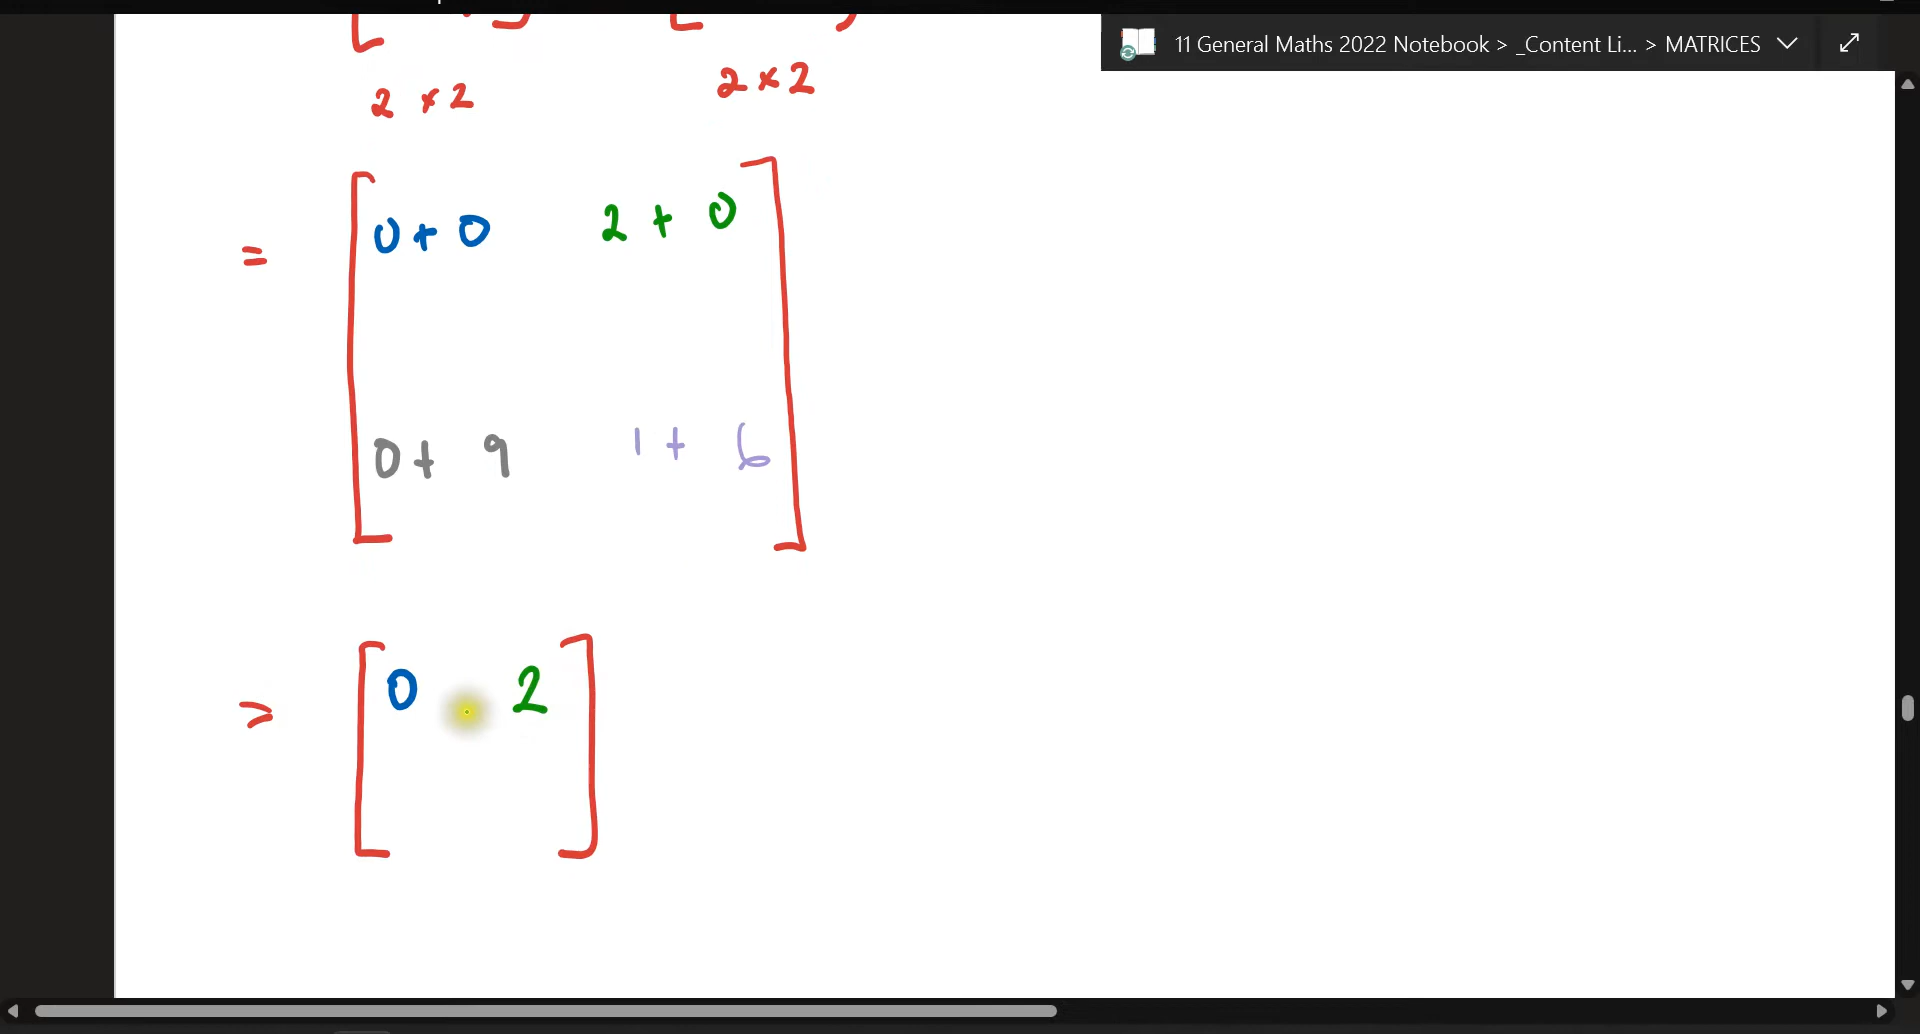 11 General Maths 2022 Notebook > _Content Li... > MATRICES
2 × 2 2 × 2
= [ 0 + 0 2 + 0
0 + 9 1 + 6 ]
= [ 0 2 ]